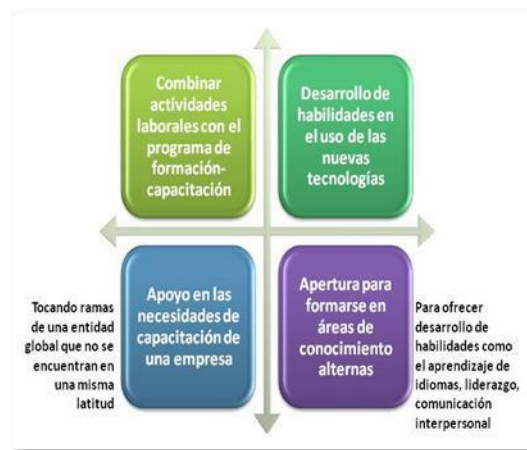 Combinar
actividades
laborales con el
programa de
formación-
capacitación
Desarrollo de
habilidades en
el uso de las
nuevas
tecnologías
Tocando ramas
de una entidad
global que no se
encuentran en
una misma
latitud
Apoyo en las
necesidades de
capacitación de
una empresa
Apertura para
formarse en
áreas de
conocimiento
alternas
Para ofrecer
desarrollo de
habilidades como
el aprendizaje de
idiomas, liderazgo,
comunicación
interpersonal